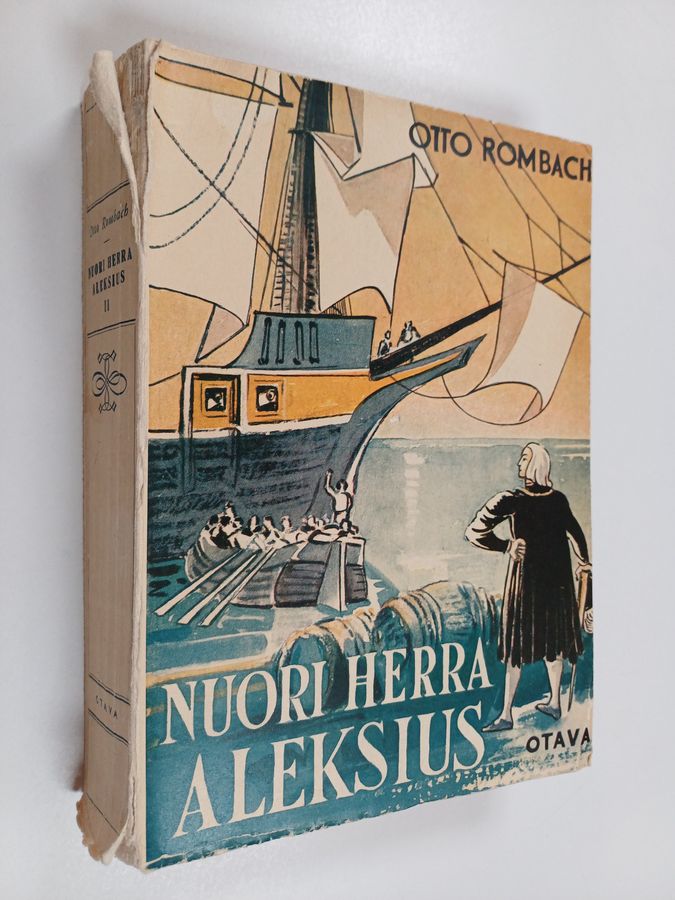 OTTO ROMBACH
NUORI HERRA
ALEKSIUS
OTAVA
Otto Rombach
NUORI HERRA
ALEKSIUS
II
OTAVA